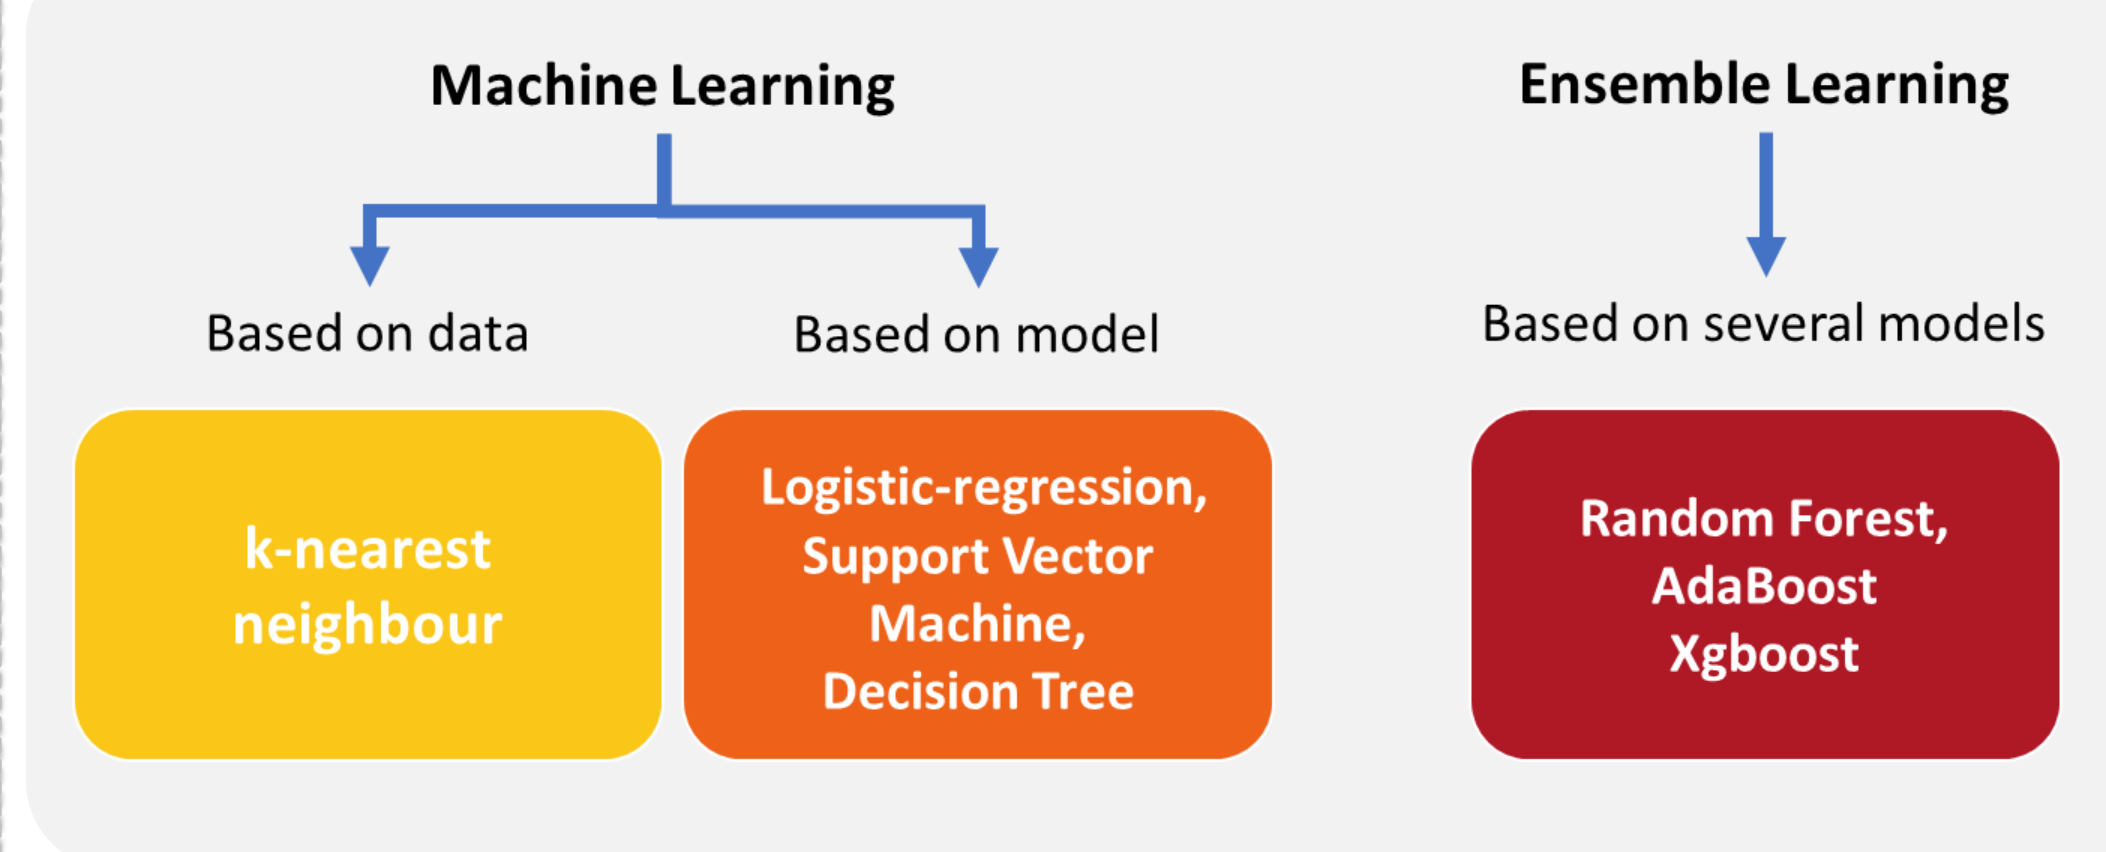 Machine Learning
Ensemble Learning
Based on data
Based on model
Based on several models
k-nearest
neighbour
Logistic-regression,
Support Vector
Machine,
Decision Tree
Random Forest,
AdaBoost
Xgboost